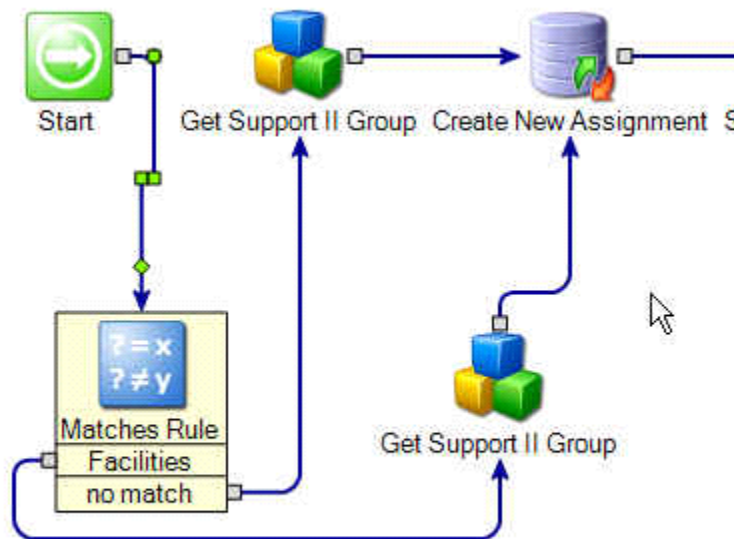 Start
Get Support II Group
Create New Assignment
? = x
? ≠ y
Matches Rule
Facilities
no match
Get Support II Group